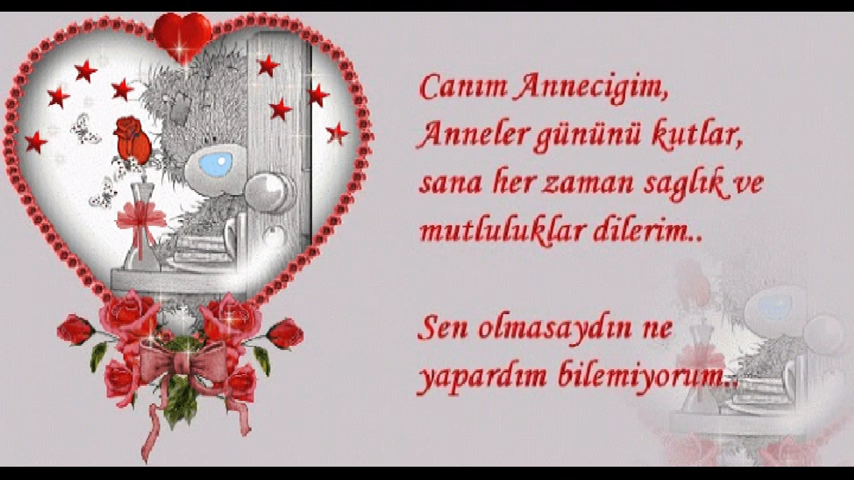 Canım Annecigim,
Anneler gününü kutlar,
sana her zaman saglık ve
mutluluklar dilerim..
Sen olmasaydın ne
yapardım bilemiyorum..